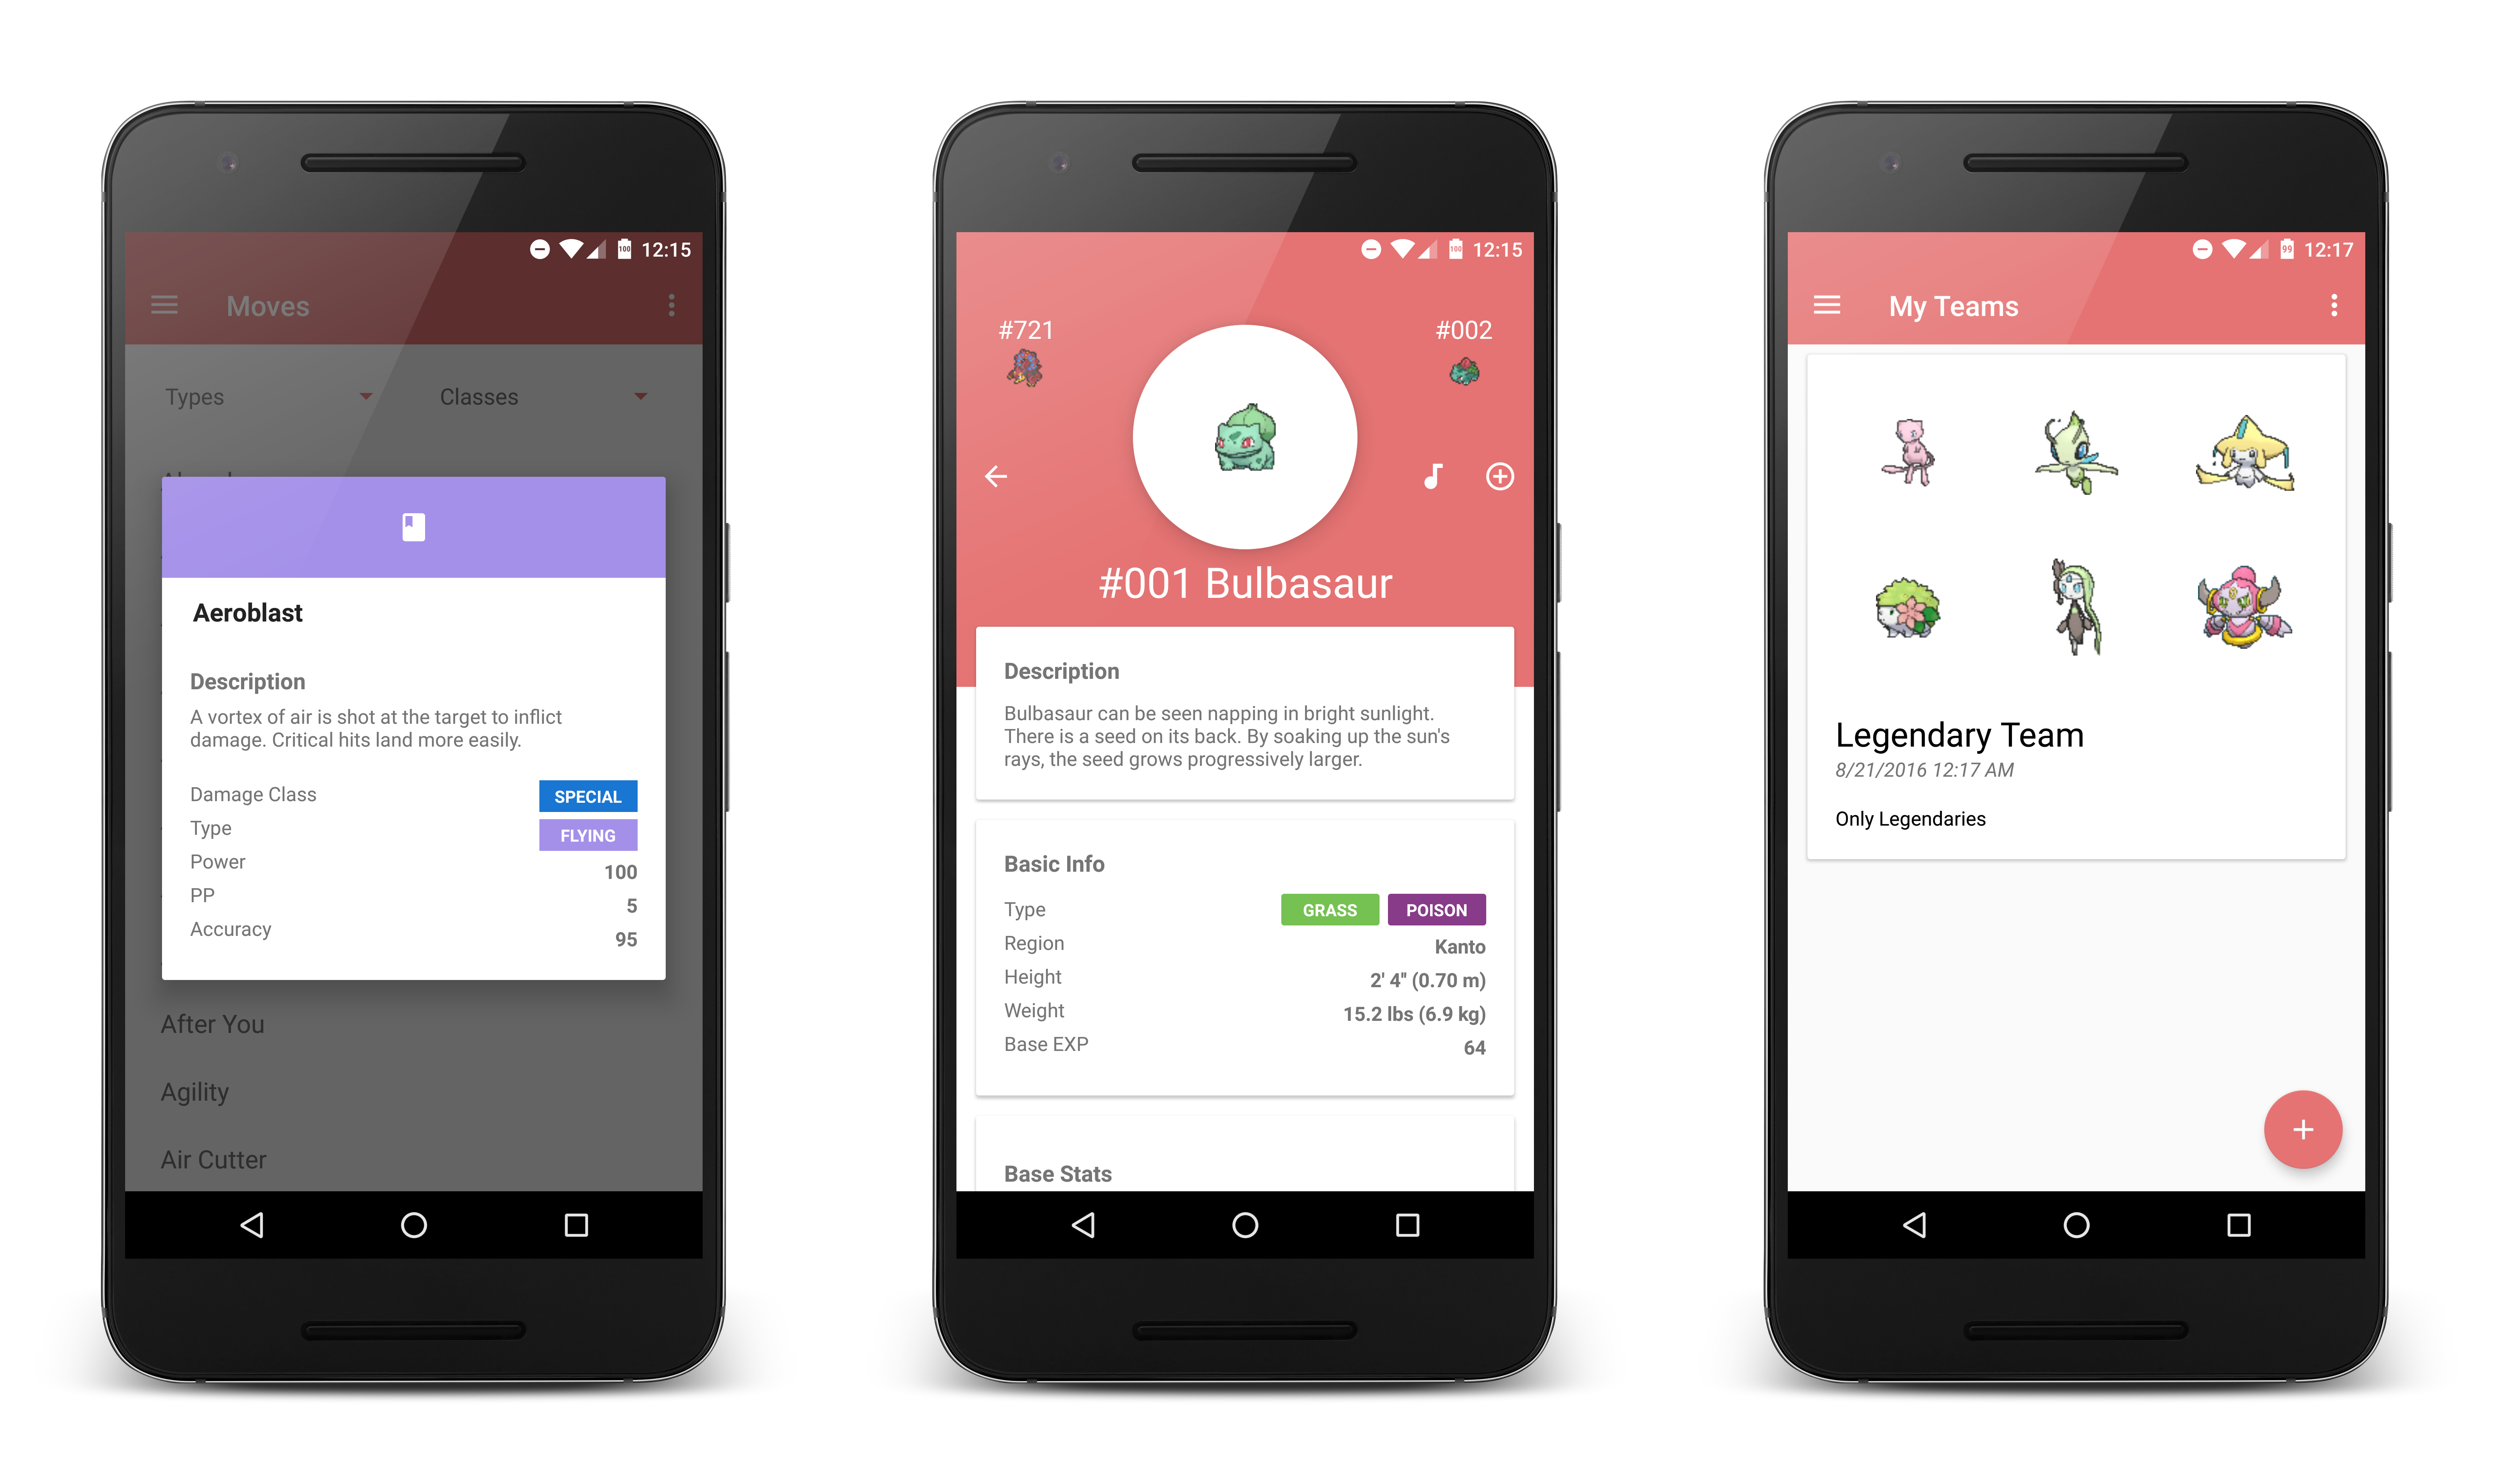 12:15
Moves
Types
Classes
Aeroblast
Description
A vortex of air is shot at the target to inflict
damage. Critical hits land more easily.
Damage Class SPECIAL
Type FLYING
Power 100
PP 5
Accuracy 95
After You
Agility
Air Cutter
100 12:15
#721
#002
#001 Bulbasaur
Description
Bulbasaur can be seen napping in bright sunlight.
There is a seed on its back. By soaking up the sun's
rays, the seed grows progressively larger.
Basic Info
Type GRASS POISON
Region Kanto
Height 2' 4" (0.70 m)
Weight 15.2 lbs (6.9 kg)
Base EXP 64
Base Stats
99 12:17
My Teams
Legendary Team
8/21/2016 12:17 AM
Only Legendaries